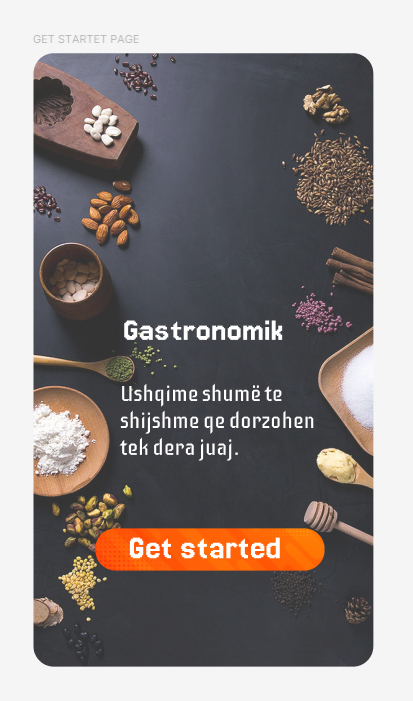 GET STARTET PAGE
Gastronomik
Ushqime shumë te
shijshme qe dorzohen
tek dera juaj.
Get started